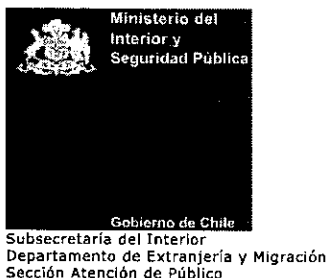 Ministerio del
Interior y
Seguridad Pública
Gobierno de Chile
Subsecretaría del Interior
Departamento de Extranjería y Migración
Sección Atención de Público